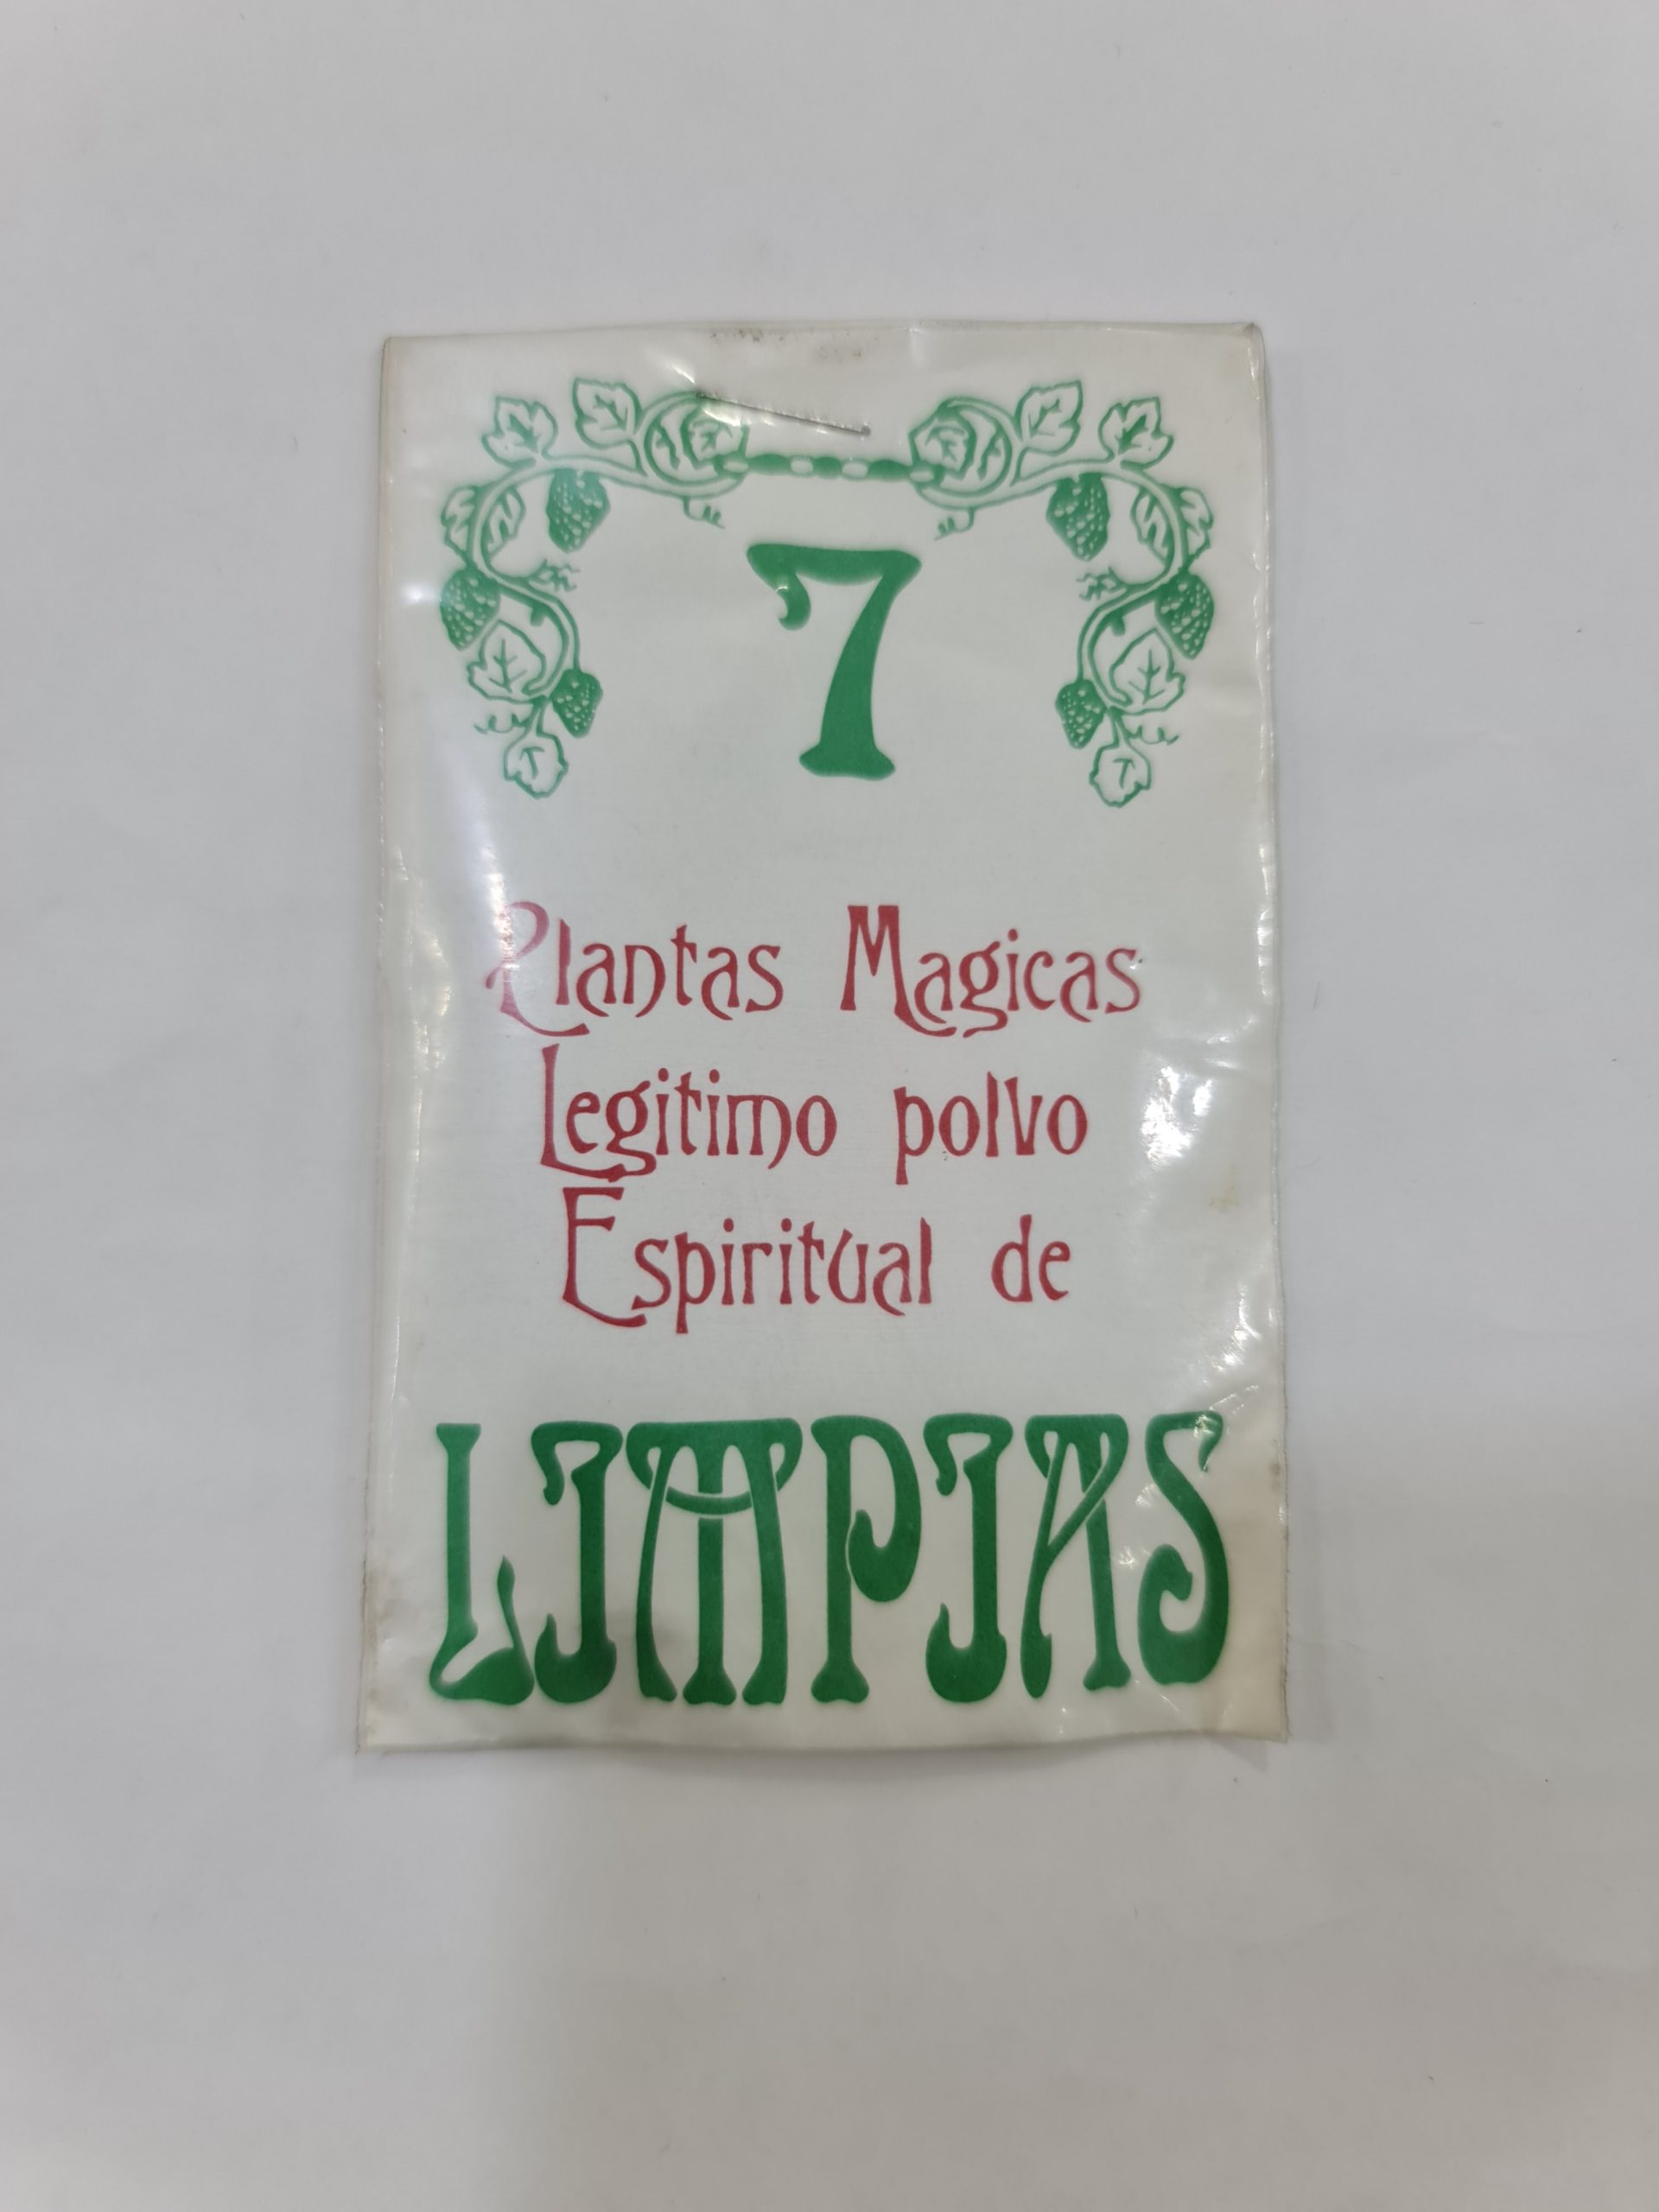 7
Plantas Magicas
Legitimo polvo
Espiritual de
LIMPIAS